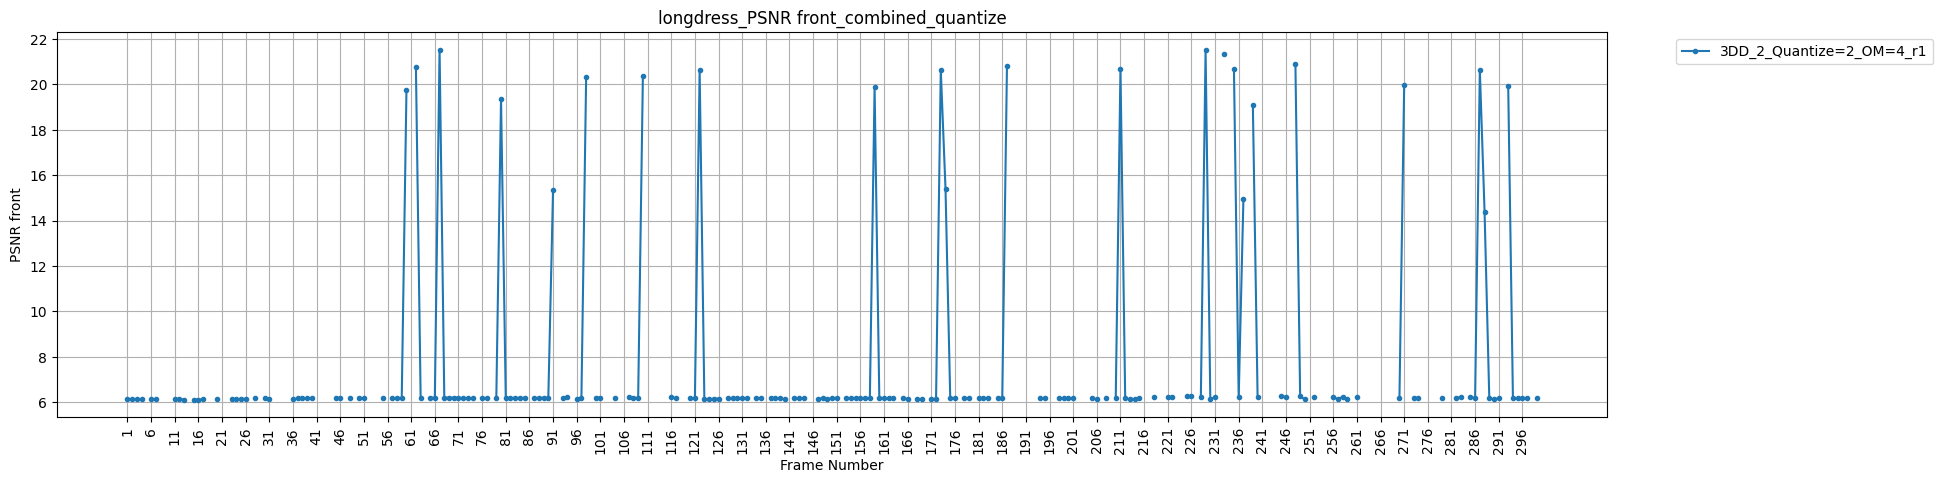 longdress_PSNR front_combined_quantize
3DD_2_Quantize=2_OM=4_r1
PSNR front
22
20
18
16
14
12
10
8
6
1 6 11 16 21 26 31 36 41 46 51 56 61 66 71 76 81 86 91 96 101 106 111 116 121 126 131 136 141 146 151 156 161 166 171 176 181 186 191 196 201 206 211 216 221 226 231 236 241 246 251 256 261 266 271 276 281 286 291 296
Frame Number